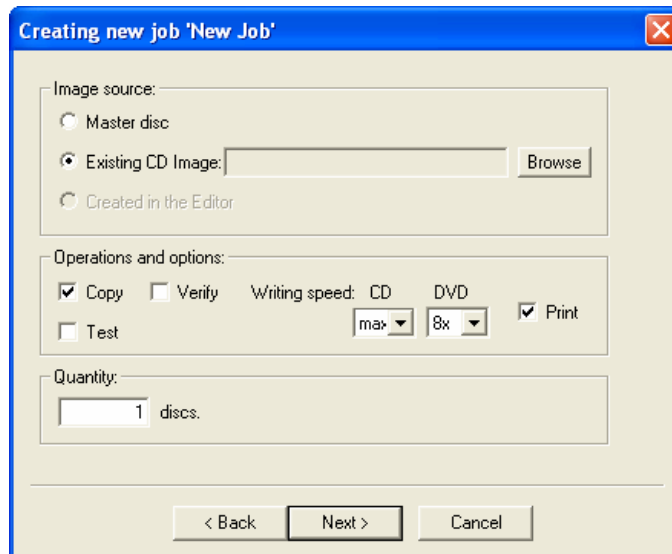 Creating new job 'New Job'
Image source:
Master disc
Existing CD Image: Browse
Created in the Editor
Operations and options:
Copy Verify Writing speed: CD DVD
max 8x Print
Test
Quantity:
1 discs.
< Back Next > Cancel